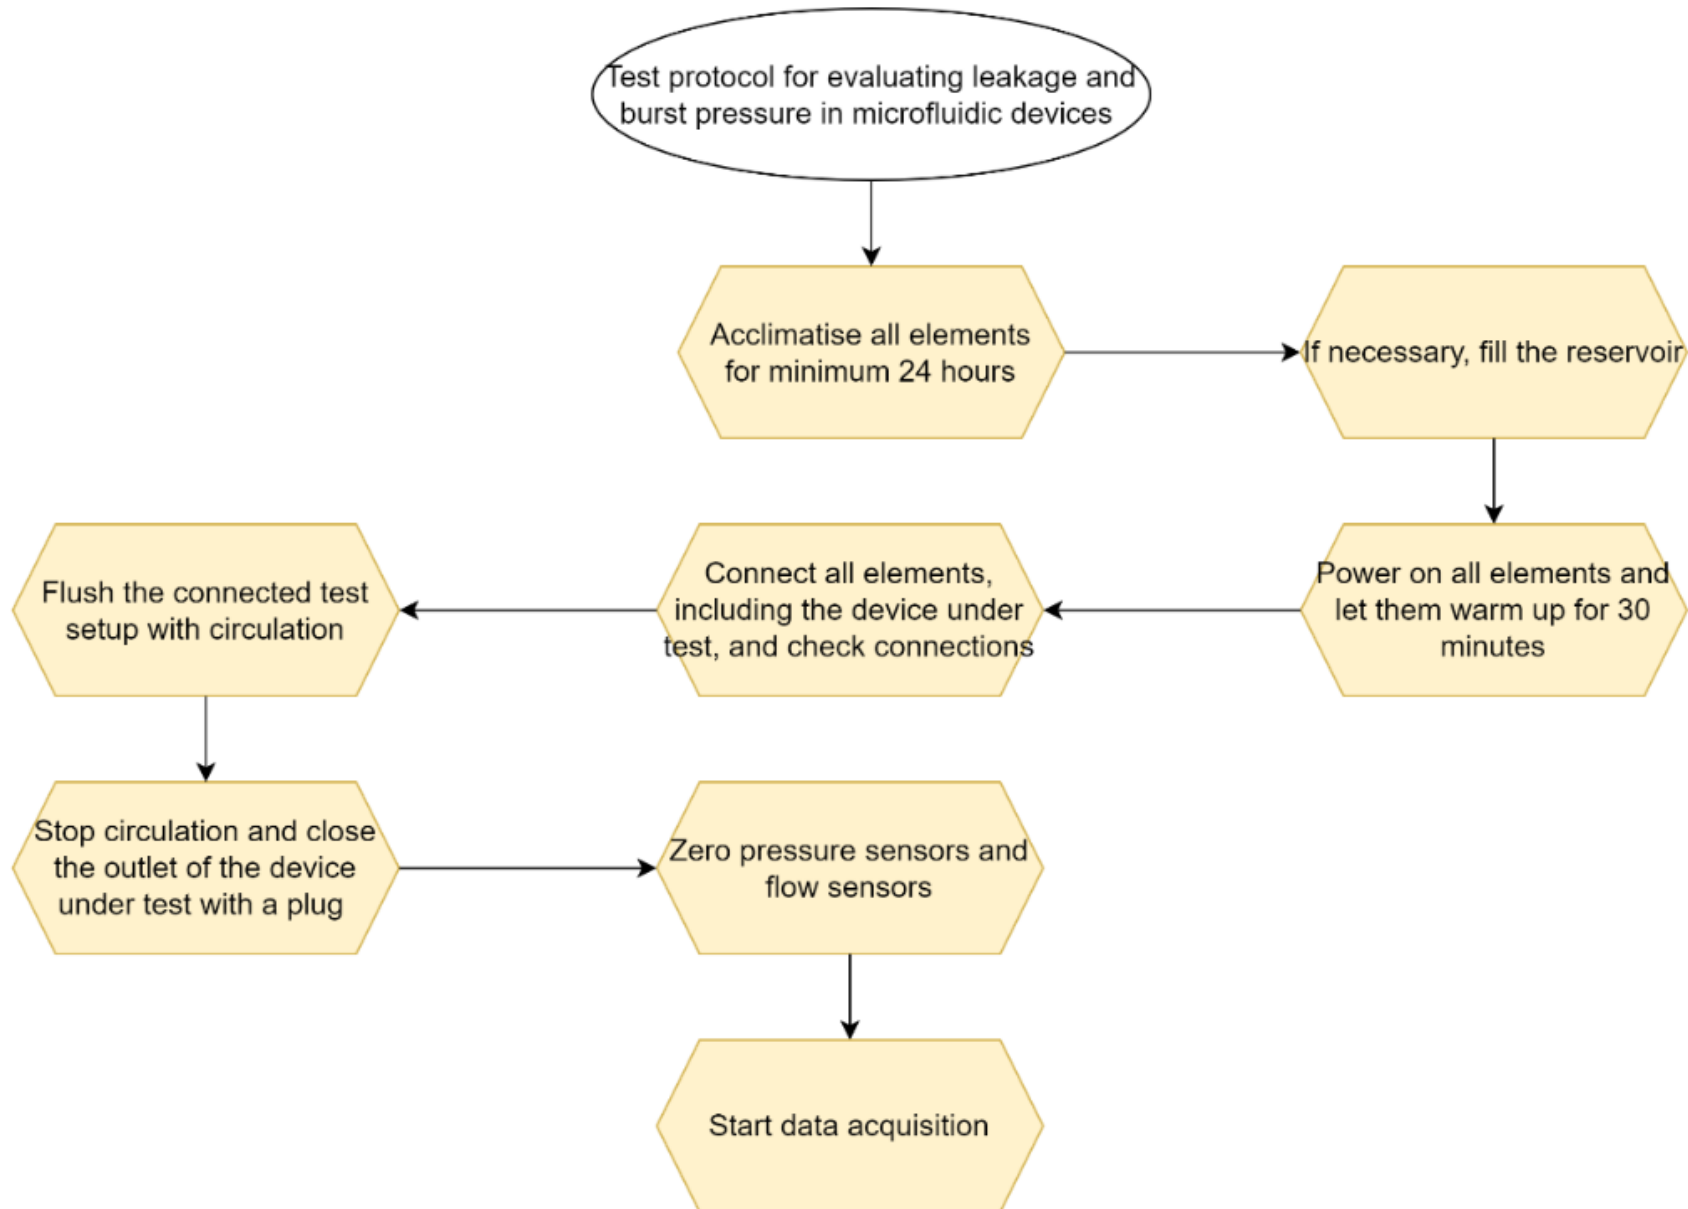 Test protocol for evaluating leakage and
burst pressure in microfluidic devices
Acclimatise all elements
for minimum 24 hours
If necessary, fill the reservoir
Power on all elements and
let them warm up for 30
minutes
Connect all elements,
including the device under
test, and check connections
Flush the connected test
setup with circulation
Stop circulation and close
the outlet of the device
under test with a plug
Zero pressure sensors and
flow sensors
Start data acquisition